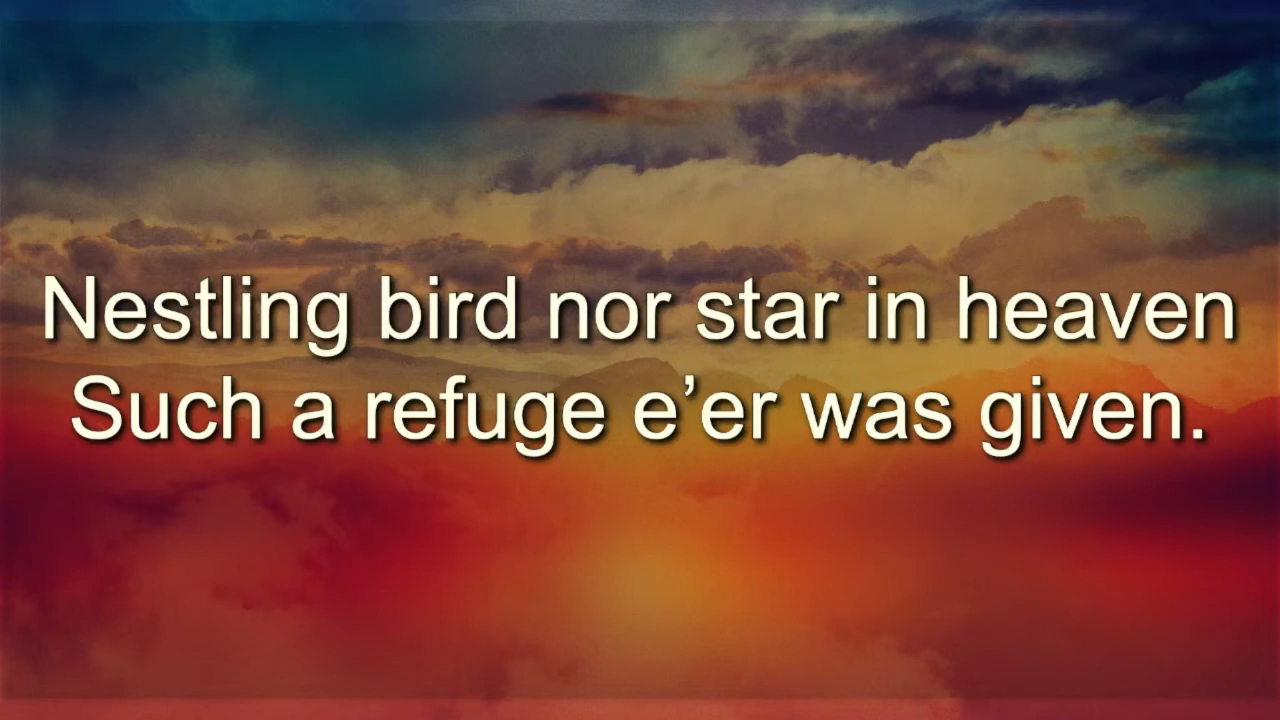 Nestling bird nor star in heaven
Such a refuge e’er was given.